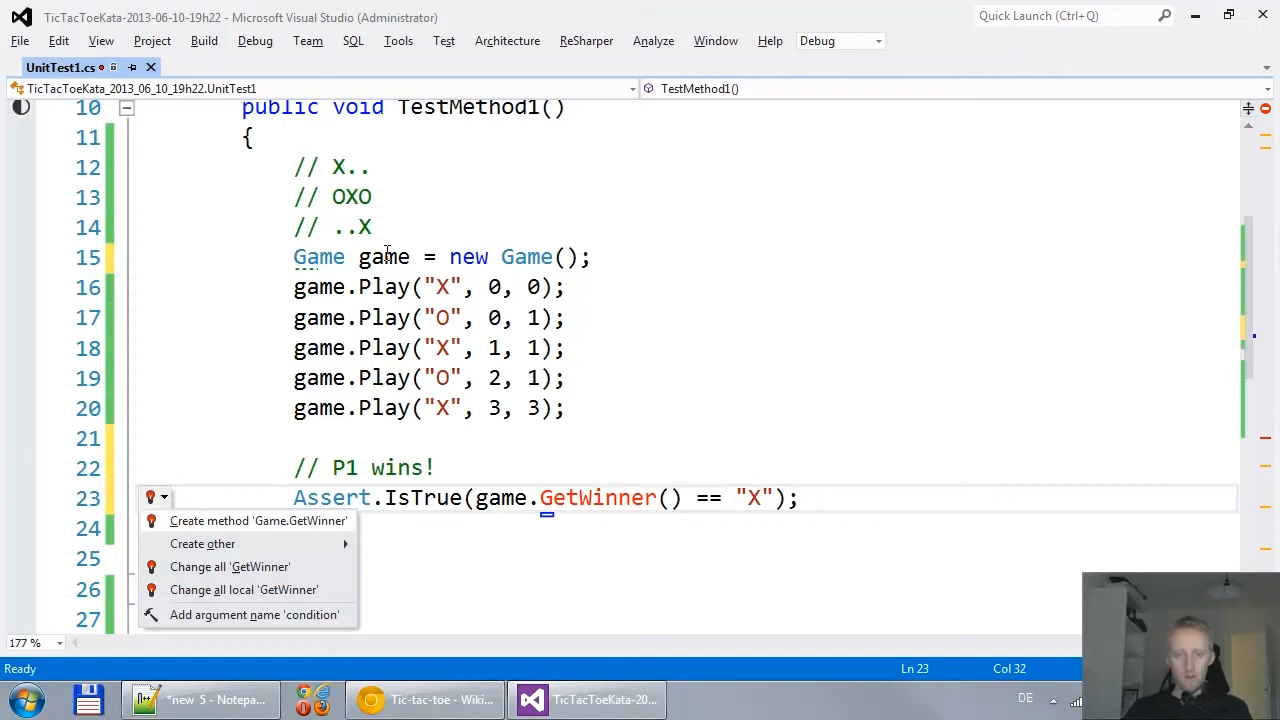 TicTacToeKata-2013-06-10-19h22 - Microsoft Visual Studio (Administrator)
Quick Launch (Ctrl+Q)
File Edit View Project Build Debug Team SQL Tools Test Architecture ReSharper Analyze Window Help Debug
UnitTest1.cs
TicTacToeKata_2013_06_10_19h22.UnitTest1
TestMethod1()
10 public void TestMethod1()
11 {
12 // X..
13 // OXO
14 // ..X
15 Game game = new Game();
16 game.Play("X", 0, 0);
17 game.Play("O", 0, 1);
18 game.Play("X", 1, 1);
19 game.Play("O", 2, 1);
20 game.Play("X", 3, 3);
21
22 // P1 wins!
23 Assert.IsTrue(game.GetWinner() == "X");
24
25
26
27
Create method 'Game.GetWinner'
Create other
Change all 'GetWinner'
Change all local 'GetWinner'
Add argument name 'condition'
177 %
Ready
Ln 23
Col 32
*new 5 - Notepa...
Tic-tac-toe - Wiki...
TicTacToeKata-20...
DE